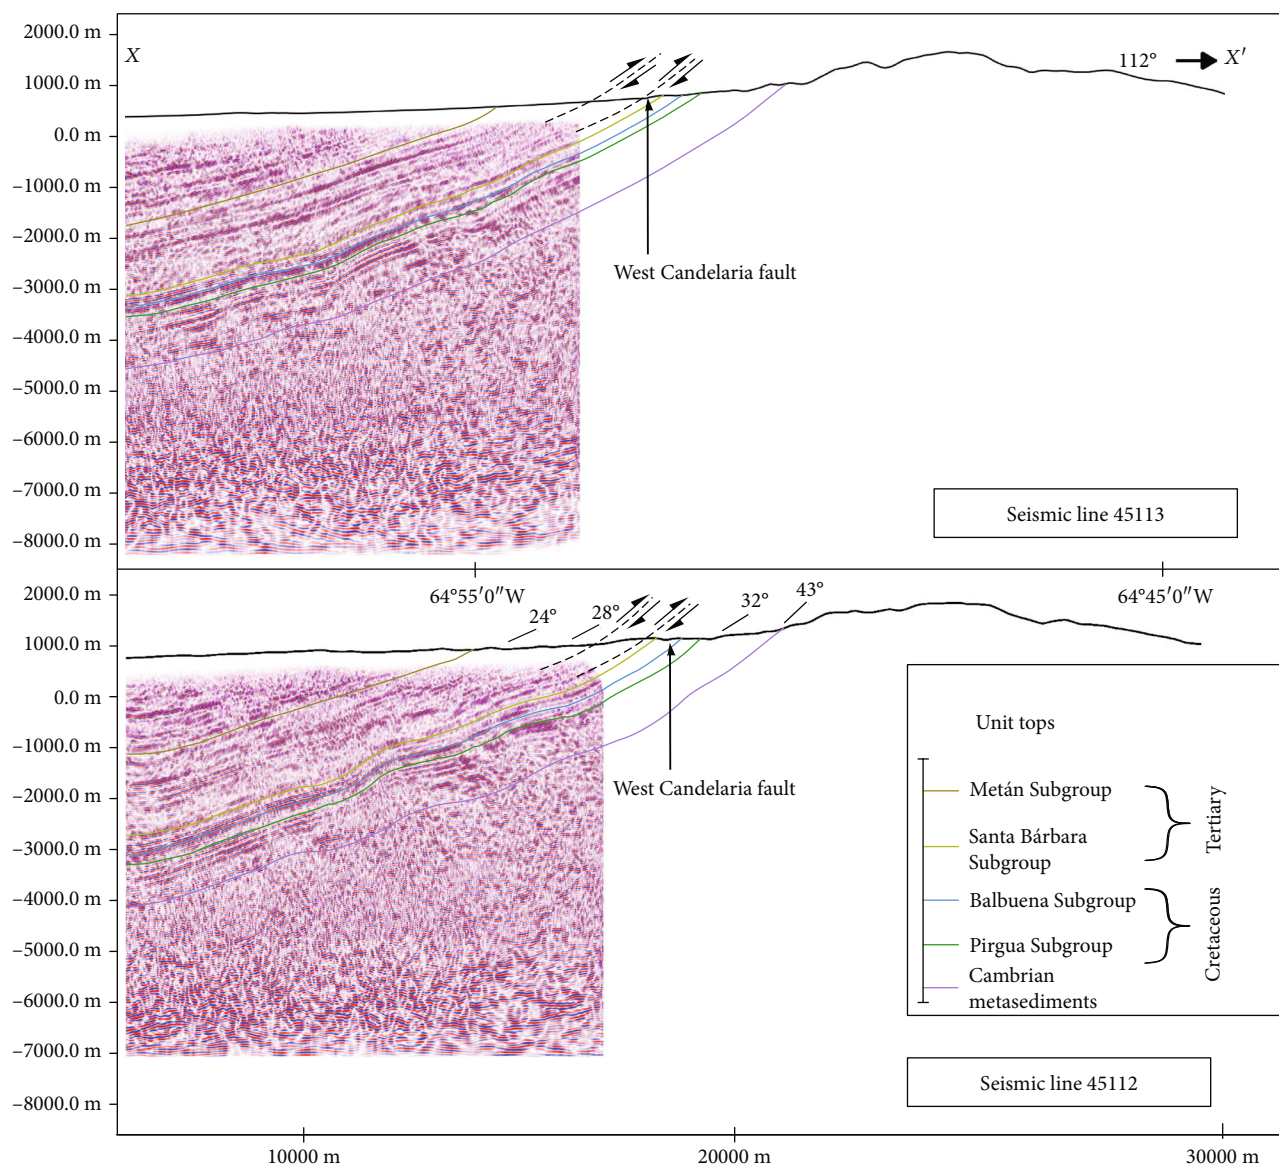 2000.0 m
X
112°
X′
1000.0 m
0.0 m
−1000.0 m
−2000.0 m
West Candelaria fault
−3000.0 m
−4000.0 m
−5000.0 m
−6000.0 m
−7000.0 m
Seismic line 45113
−8000.0 m
2000.0 m
64°55′0″W
64°45′0″W
24°
28°
32°
43°
1000.0 m
0.0 m
−1000.0 m
−2000.0 m
West Candelaria fault
−3000.0 m
−4000.0 m
−5000.0 m
−6000.0 m
−7000.0 m
−8000.0 m
Unit tops
Metán Subgroup
Santa Bárbara
Subgroup
Tertiary
Balbuena Subgroup
Pirgua Subgroup
Cretaceous
Cambrian
metasediments
Seismic line 45112
10000 m
20000 m
30000 m